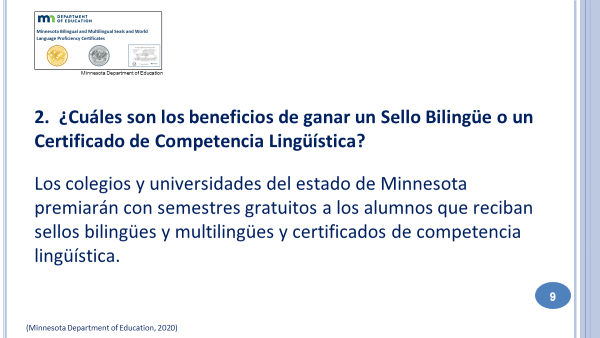 mn DEPARTMENT
OF EDUCATION
Minnesota Bilingual and Multilingual Seals and World
Language Proficiency Certificates
Minnesota Department of Education
2. ¿Cuáles son los beneficios de ganar un Sello Bilingüe o un
Certificado de Competencia Lingüística?
Los colegios y universidades del estado de Minnesota
premiarán con semestres gratuitos a los alumnos que reciban
sellos bilingües y multilingües y certificados de competencia
lingüística.
9
(Minnesota Department of Education, 2020)